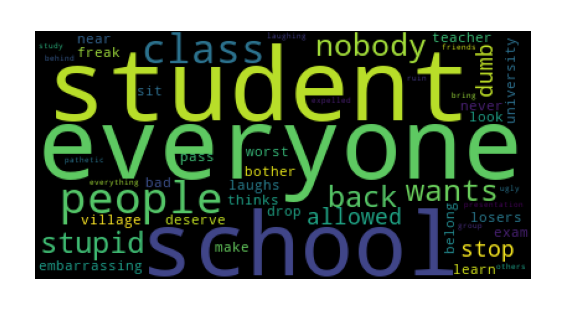 study near laughing
behind freak class nobody teacher friends
student
sit ruin dumb university
expelled bring never look
everyone
pathetic pass worst
everything bad bother
laughs
thinks
people back wants ugly
village deserve drop allowed belong losers presentation
group
stupid school exam
make stop
embarrassing learn others